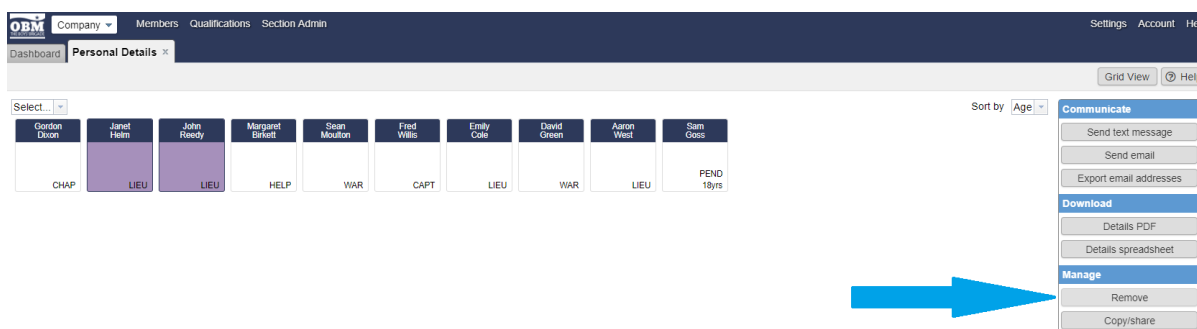 OBM Company Members Qualifications Section Admin Settings Account He
Dashboard Personal Details ×
Grid View Help
Select... Sort by Age
Gordon Dixon
CHAP
Janet Helm
LIEU
John Reedy
LIEU
Margaret Birkett
HELP
Sean Moulton
WAR
Fred Willis
CAPT
Emily Cole
LIEU
David Green
WAR
Aaron West
LIEU
Sam Goss
PEND
18yrs
Communicate
Send text message
Send email
Export email addresses
Download
Details PDF
Details spreadsheet
Manage
Remove
Copy/share